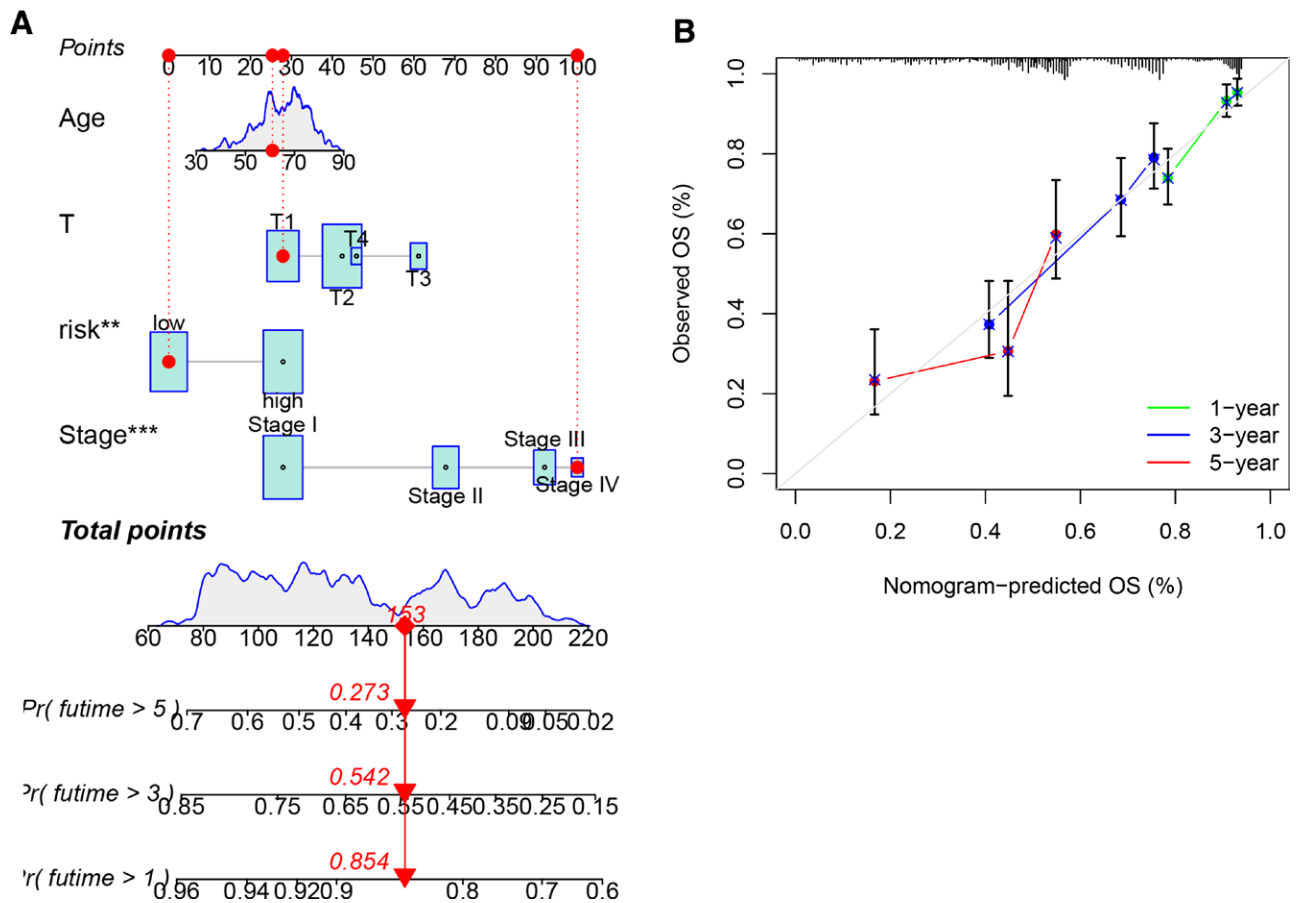 A
Points
0 10 20 30 40 50 60 70 80 90 100
Age
30 50 70 90
T
T1
T4
T2
T3
risk**
low
high
Stage***
Stage I
Stage II
Stage III
Stage IV
Total points
153
60 80 100 120 140 160 180 200 220
0.273
Pr( futime > 5 )
0.7 0.6 0.5 0.4 0.3 0.2 0.09 0.05 0.02
0.542
Pr( futime > 3 )
0.85 0.75 0.65 0.55 0.45 0.35 0.25 0.15
0.854
Pr( futime > 1 )
0.96 0.94 0.92 0.9 0.8 0.7 0.6
B
Observed OS (%)
1.0
0.8
0.6
0.4
0.2
0.0
1−year
3−year
5−year
0.0 0.2 0.4 0.6 0.8 1.0
Nomogram−predicted OS (%)